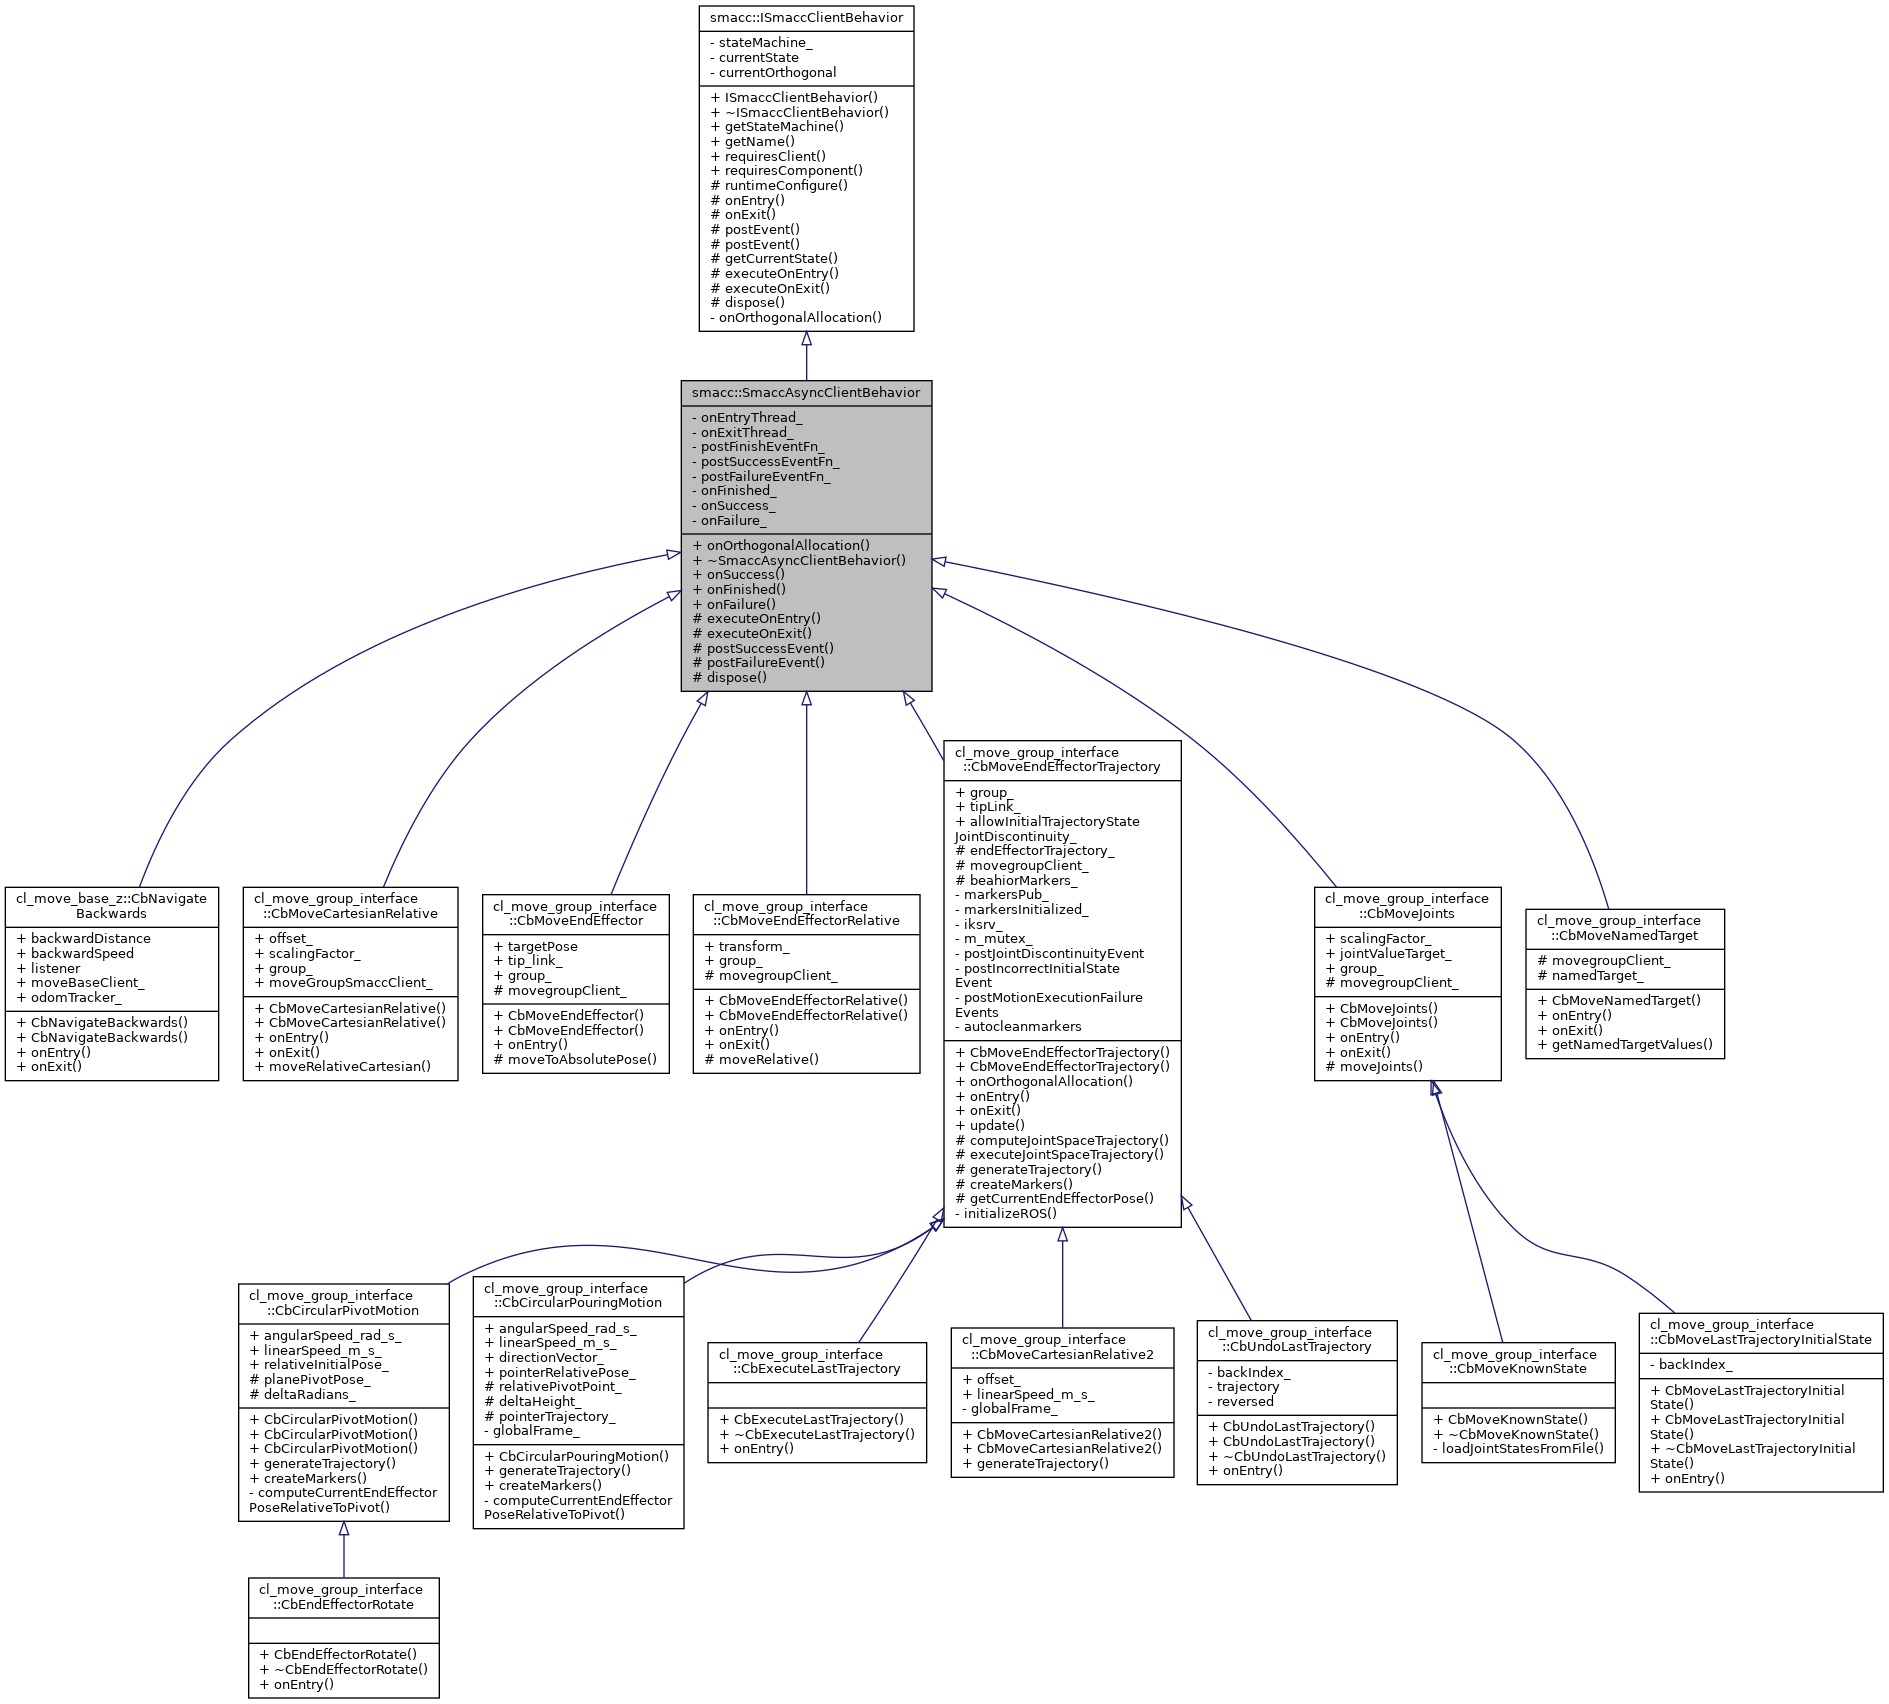 smacc::ISmaccClientBehavior
- stateMachine_
- currentState
- currentOrthogonal
+ ISmaccClientBehavior()
+ ~ISmaccClientBehavior()
+ getStateMachine()
+ getName()
+ requiresClient()
+ requiresComponent()
# runtimeConfigure()
# onEntry()
# onExit()
# postEvent()
# postEvent()
# getCurrentState()
# executeOnEntry()
# executeOnExit()
# dispose()
- onOrthogonalAllocation()
smacc::SmaccAsyncClientBehavior
- onEntryThread_
- onExitThread_
- postFinishEventFn_
- postSuccessEventFn_
- postFailureEventFn_
- onFinished_
- onSuccess_
- onFailure_
+ onOrthogonalAllocation()
+ ~SmaccAsyncClientBehavior()
+ onSuccess()
+ onFinished()
+ onFailure()
# executeOnEntry()
# executeOnExit()
# postSuccessEvent()
# postFailureEvent()
# dispose()
cl_move_base_z::CbNavigate
Backwards
+ backwardDistance
+ backwardSpeed
+ listener
+ moveBaseClient_
+ odomTracker_
+ CbNavigateBackwards()
+ CbNavigateBackwards()
+ onEntry()
+ onExit()
cl_move_group_interface
::CbMoveCartesianRelative
+ offset_
+ scalingFactor_
+ group_
+ moveGroupSmaccClient_
+ CbMoveCartesianRelative()
+ CbMoveCartesianRelative()
+ onEntry()
+ onExit()
+ moveRelativeCartesian()
cl_move_group_interface
::CbMoveEndEffector
+ targetPose
+ tip_link_
+ group_
# movegroupClient_
+ CbMoveEndEffector()
+ CbMoveEndEffector()
+ onEntry()
# moveToAbsolutePose()
cl_move_group_interface
::CbMoveEndEffectorRelative
+ transform_
+ group_
# movegroupClient_
+ CbMoveEndEffectorRelative()
+ CbMoveEndEffectorRelative()
+ onEntry()
+ onExit()
# moveRelative()
cl_move_group_interface
::CbMoveEndEffectorTrajectory
+ group_
+ tipLink_
+ allowInitialTrajectoryState
JointDiscontinuity_
# endEffectorTrajectory_
# movegroupClient_
# beahiorMarkers_
- markersPub_
- markersInitialized_
- iksrv_
- m_mutex_
- postJointDiscontinuityEvent
- postIncorrectInitialState
Event
- postMotionExecutionFailure
Events
- autocleanmarkers
+ CbMoveEndEffectorTrajectory()
+ CbMoveEndEffectorTrajectory()
+ onOrthogonalAllocation()
+ onEntry()
+ onExit()
+ update()
# computeJointSpaceTrajectory()
# executeJointSpaceTrajectory()
# generateTrajectory()
# createMarkers()
# getCurrentEndEffectorPose()
- initializeROS()
cl_move_group_interface
::CbMoveJoints
+ scalingFactor_
+ jointValueTarget_
+ group_
# movegroupClient_
+ CbMoveJoints()
+ CbMoveJoints()
+ onEntry()
+ onExit()
# moveJoints()
cl_move_group_interface
::CbMoveNamedTarget
# movegroupClient_
# namedTarget_
+ CbMoveNamedTarget()
+ onEntry()
+ onExit()
+ getNamedTargetValues()
cl_move_group_interface
::CbCircularPivotMotion
+ angularSpeed_rad_s_
+ linearSpeed_m_s_
+ relativeInitialPose_
# planePivotPose_
# deltaRadians_
+ CbCircularPivotMotion()
+ CbCircularPivotMotion()
+ CbCircularPivotMotion()
+ generateTrajectory()
+ createMarkers()
- computeCurrentEndEffector
PoseRelativeToPivot()
cl_move_group_interface
::CbCircularPouringMotion
+ angularSpeed_rad_s_
+ linearSpeed_m_s_
+ directionVector_
+ pointerRelativePose_
# relativePivotPoint_
# deltaHeight_
# pointerTrajectory_
- globalFrame_
+ CbCircularPouringMotion()
+ generateTrajectory()
+ createMarkers()
- computeCurrentEndEffector
PoseRelativeToPivot()
cl_move_group_interface
::CbExecuteLastTrajectory
+ CbExecuteLastTrajectory()
+ ~CbExecuteLastTrajectory()
+ onEntry()
cl_move_group_interface
::CbMoveCartesianRelative2
+ offset_
+ linearSpeed_m_s_
- globalFrame_
+ CbMoveCartesianRelative2()
+ CbMoveCartesianRelative2()
+ generateTrajectory()
cl_move_group_interface
::CbUndoLastTrajectory
- backIndex_
- trajectory
- reversed
+ CbUndoLastTrajectory()
+ CbUndoLastTrajectory()
+ ~CbUndoLastTrajectory()
+ onEntry()
cl_move_group_interface
::CbMoveKnownState
+ CbMoveKnownState()
+ ~CbMoveKnownState()
- loadJointStatesFromFile()
cl_move_group_interface
::CbMoveLastTrajectoryInitialState
- backIndex_
+ CbMoveLastTrajectoryInitial
State()
+ CbMoveLastTrajectoryInitial
State()
+ ~CbMoveLastTrajectoryInitial
State()
+ onEntry()
cl_move_group_interface
::CbEndEffectorRotate
+ CbEndEffectorRotate()
+ ~CbEndEffectorRotate()
+ onEntry()